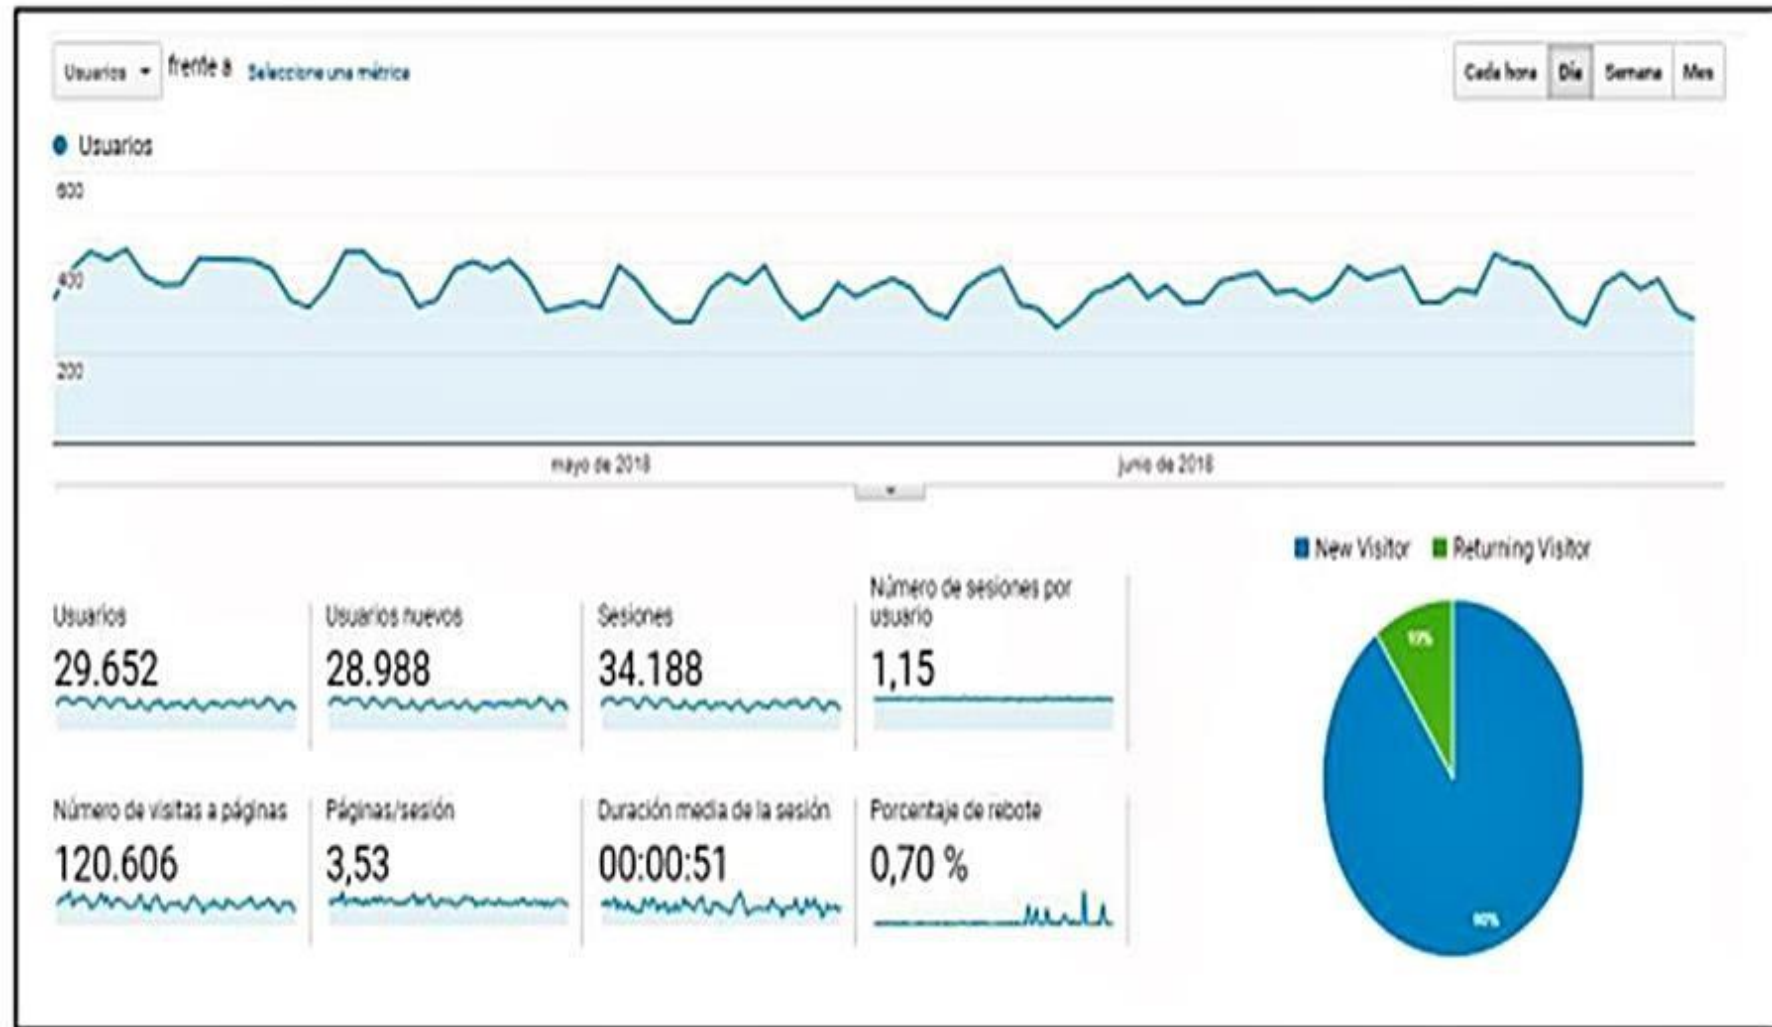 Usuarios frente a Seleccione una métrica
Cada hora Día Semana Mes
Usuarios
600
400
200
mayo de 2018 junio de 2018
New Visitor Returning Visitor
Usuarios
29.652
Usuarios nuevos
28.988
Sesiones
34.188
Número de sesiones por
usuario
1,15
Número de visitas a páginas
120.606
Páginas/sesión
3,53
Duración media de la sesión
00:00:51
Porcentaje de rebote
0,70 %
90%